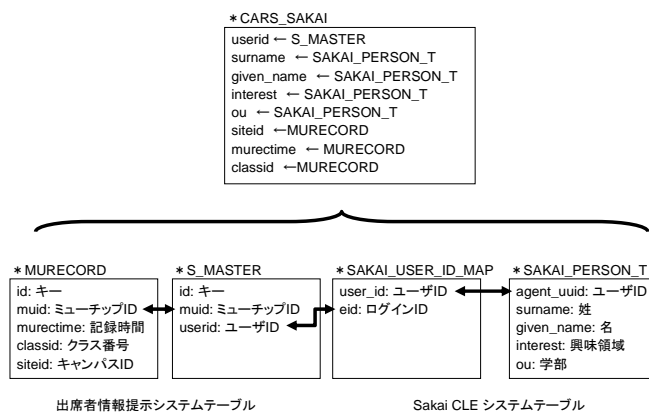 ＊CARS_SAKAI
userid ← S_MASTER
surname ← SAKAI_PERSON_T
given_name ← SAKAI_PERSON_T
interest ← SAKAI_PERSON_T
ou ← SAKAI_PERSON_T
siteid ←MURECORD
murectime ← MURECORD
classid ←MURECORD
＊MURECORD
id: キー
muid: ミューチップID
murectime: 記録時間
classid: クラス番号
siteid: キャンパスID
＊S_MASTER
id: キー
muid: ミューチップID
userid: ユーザID
＊SAKAI_USER_ID_MAP
user_id: ユーザID
eid: ログインID
＊SAKAI_PERSON_T
agent_uuid: ユーザID
surname: 姓
given_name: 名
interest: 興味領域
ou: 学部
出席者情報提示システムテーブル
Sakai CLE システムテーブル